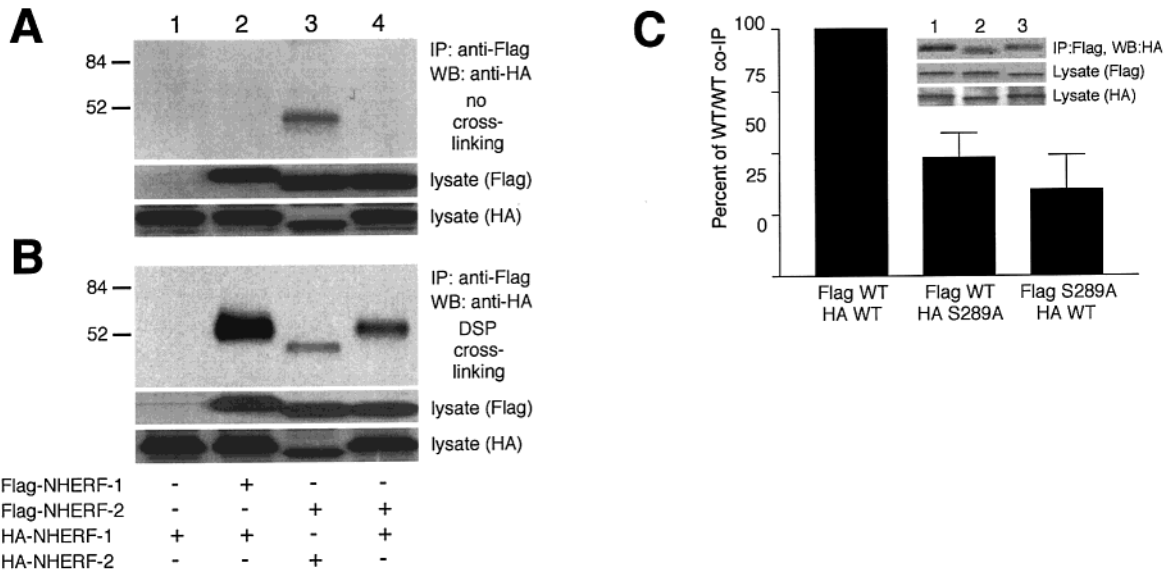 A
1 2 3 4
84
52
IP: anti-Flag
WB: anti-HA
no
cross-
linking
lysate (Flag)
lysate (HA)
B
84
52
IP: anti-Flag
WB: anti-HA
DSP
cross-
linking
lysate (Flag)
lysate (HA)
Flag-NHERF-1 - + - -
Flag-NHERF-2 - - + +
HA-NHERF-1 + + - +
HA-NHERF-2 - - + -
C
Percent of WT/WT co-IP
100
75
50
25
0
1 2 3
IP:Flag, WB:HA
Lysate (Flag)
Lysate (HA)
Flag WT
HA WT
Flag WT
HA S289A
Flag S289A
HA WT